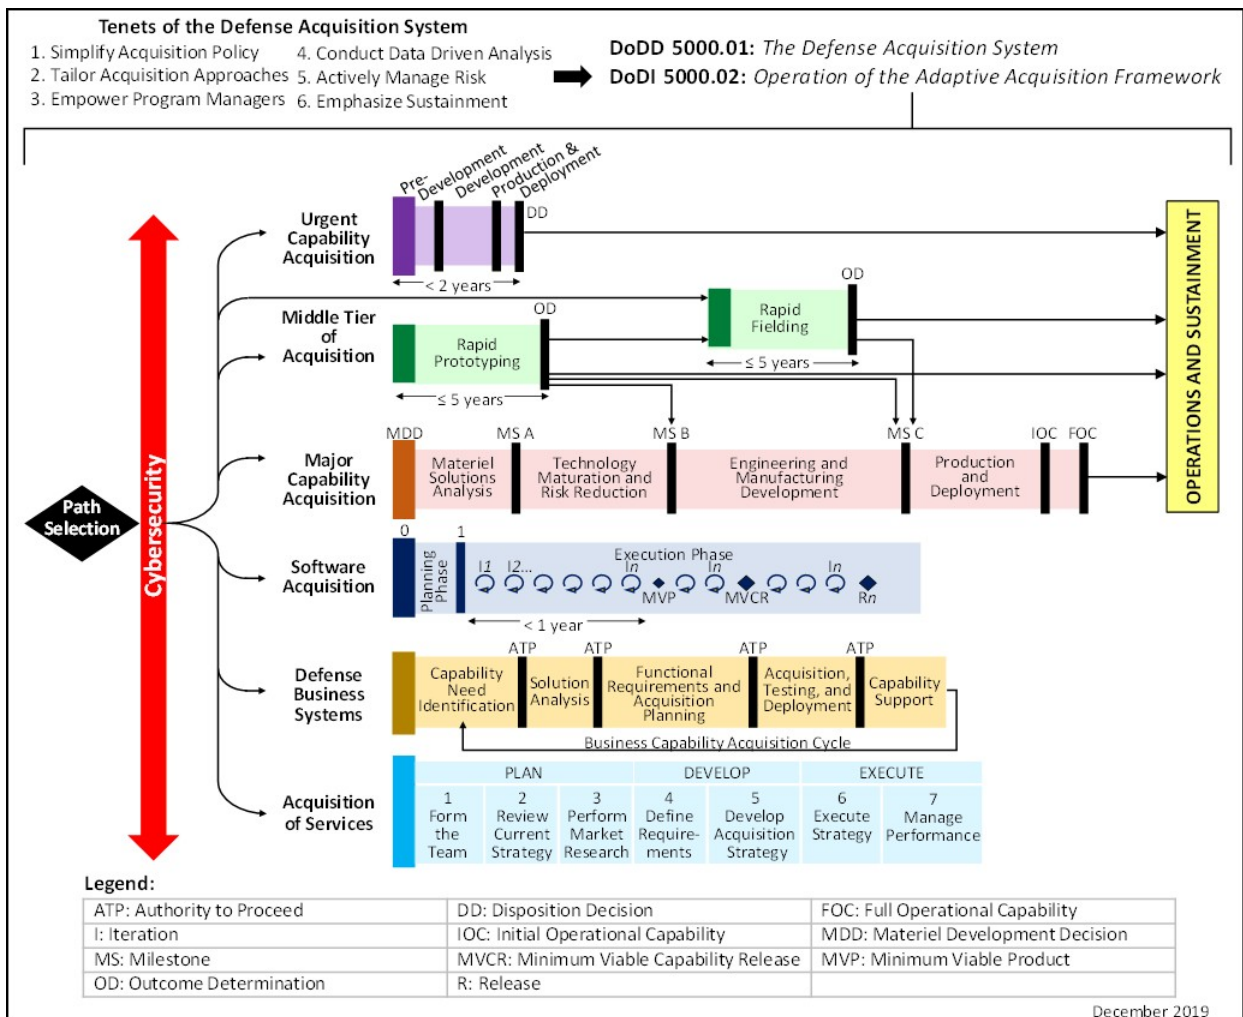 Tenets of the Defense Acquisition System
1. Simplify Acquisition Policy
2. Tailor Acquisition Approaches
3. Empower Program Managers
4. Conduct Data Driven Analysis
5. Actively Manage Risk
6. Emphasize Sustainment
DoDD 5000.01: The Defense Acquisition System
DoDI 5000.02: Operation of the Adaptive Acquisition Framework
Path
Selection
Cybersecurity
Urgent
Capability
Acquisition
Pre-
Development
Development
Production &
Deployment
DD
< 2 years
Middle Tier
of
Acquisition
Rapid
Prototyping
OD
≤ 5 years
Rapid
Fielding
OD
≤ 5 years
Major
Capability
Acquisition
MDD
Materiel
Solutions
Analysis
MS A
Technology
Maturation and
Risk Reduction
MS B
Engineering and
Manufacturing
Development
MS C
Production
and
Deployment
IOC
FOC
OPERATIONS AND SUSTAINMENT
Software
Acquisition
0
Planning
Phase
1
Execution Phase
I1
I2...
In
MVP
In
MVCR
In
Rn
< 1 year
Defense
Business
Systems
Capability
Need
Identification
ATP
Solution
Analysis
ATP
Functional
Requirements and
Acquisition
Planning
ATP
Acquisition,
Testing, and
Deployment
ATP
Capability
Support
Business Capability Acquisition Cycle
Acquisition
of Services
PLAN
DEVELOP
EXECUTE
1
Form
the
Team
2
Review
Current
Strategy
3
Perform
Market
Research
4
Define
Require-
ments
5
Develop
Acquisition
Strategy
6
Execute
Strategy
7
Manage
Performance
Legend:
ATP: Authority to Proceed
DD: Disposition Decision
FOC: Full Operational Capability
I: Iteration
IOC: Initial Operational Capability
MDD: Materiel Development Decision
MS: Milestone
MVCR: Minimum Viable Capability Release
MVP: Minimum Viable Product
OD: Outcome Determination
R: Release
December 2019